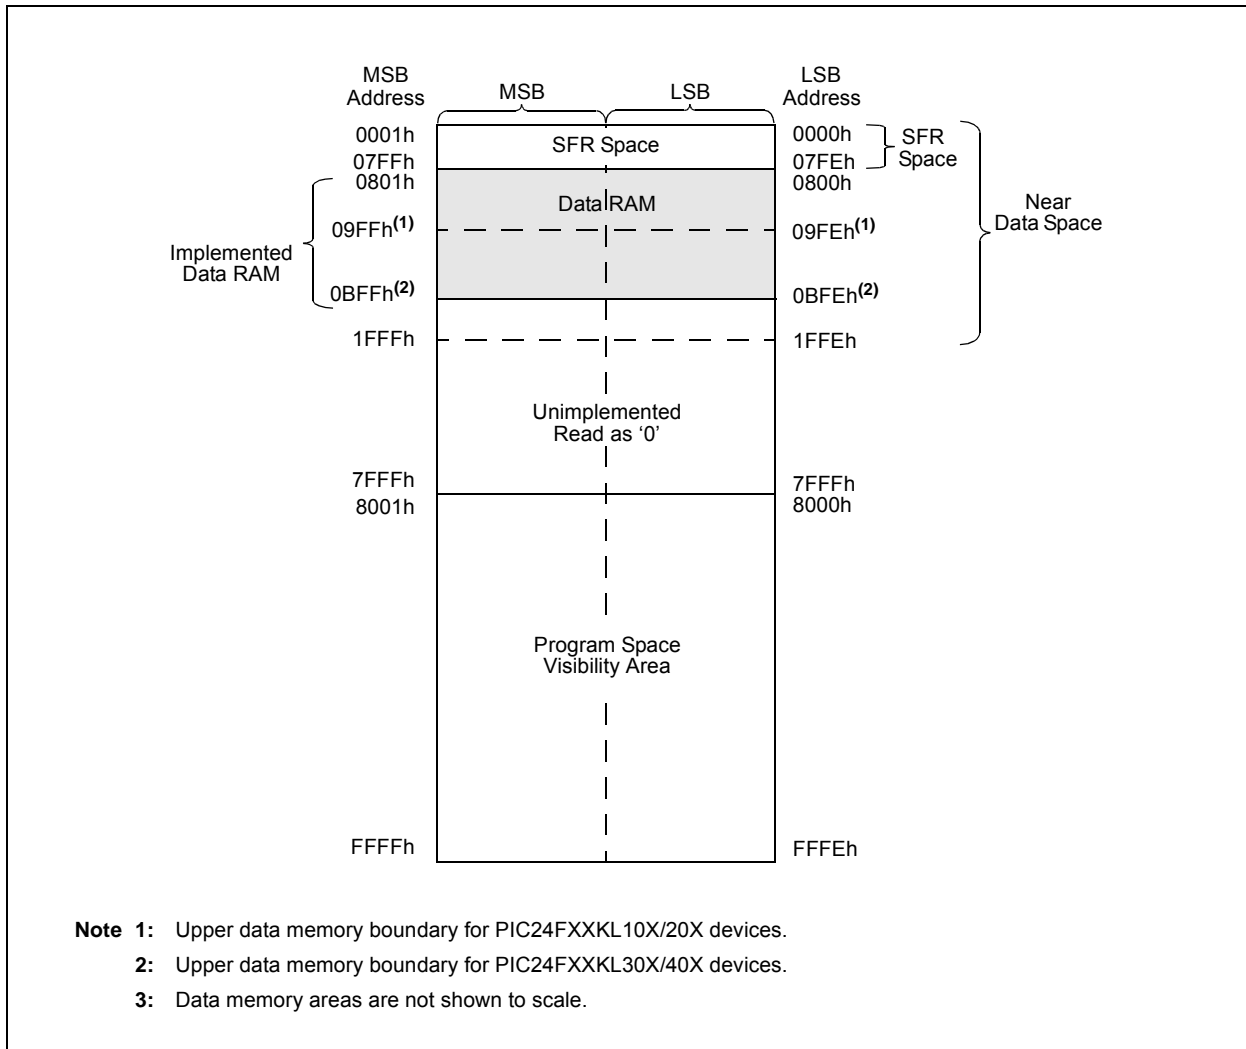 MSB
Address
MSB
LSB
LSB
Address
0001h
SFR Space
0000h
SFR
Space
07FFh
07FEh
0801h
0800h
Data RAM
Near
Data Space
09FFh(1)
09FEh(1)
Implemented
Data RAM
0BFFh(2)
0BFEh(2)
1FFFh
1FFEh
Unimplemented
Read as ‘0’
7FFFh
7FFFh
8001h
8000h
Program Space
Visibility Area
FFFFh
FFFEh
Note 1: Upper data memory boundary for PIC24FXXKL10X/20X devices.
2: Upper data memory boundary for PIC24FXXKL30X/40X devices.
3: Data memory areas are not shown to scale.